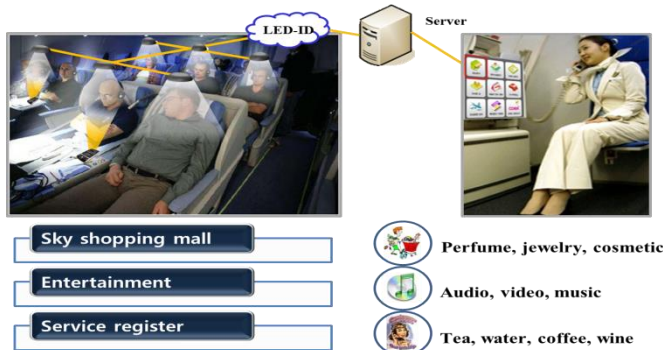 LED-ID
Server
Sky shopping mall
Perfume, jewelry, cosmetic
Entertainment
Audio, video, music
Service register
Tea, water, coffee, wine